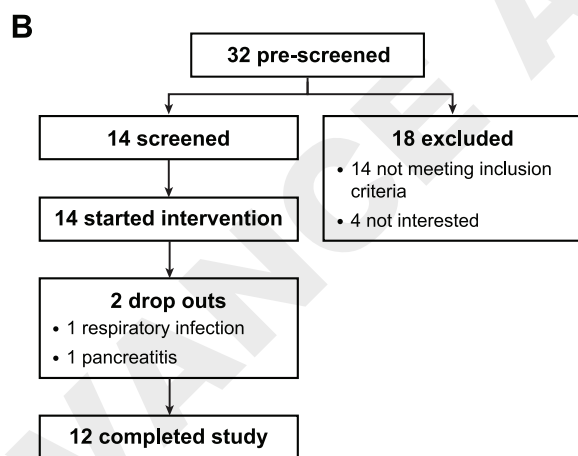 B
32 pre-screened
14 screened
18 excluded
• 14 not meeting inclusion
criteria
• 4 not interested
14 started intervention
2 drop outs
• 1 respiratory infection
• 1 pancreatitis
12 completed study
VANCE A